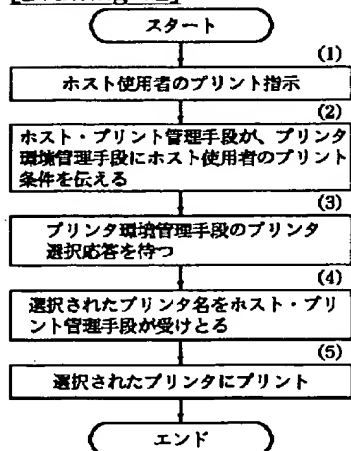 スタート
(1)
ホスト使用者のプリント指示
(2)
ホスト・プリント管理手段が、プリンタ
環境管理手段にホスト使用者のプリント
条件を伝える
(3)
プリンタ環境管理手段のプリンタ
選択応答を待つ
(4)
選択されたプリンタ名をホスト・プリ
ント管理手段が受けとる
(5)
選択されたプリンタにプリント
エンド